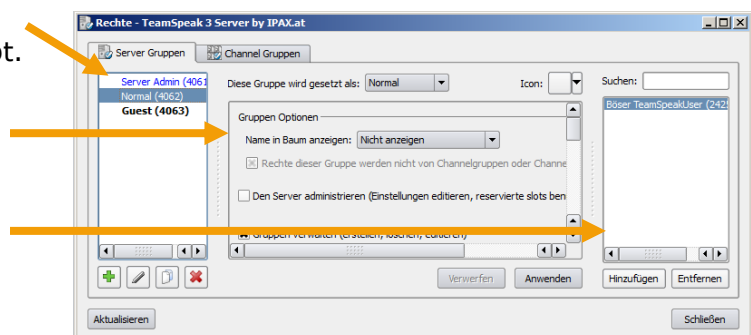 Rechte - TeamSpeak 3 Server by IPAX.at
t.
Server Gruppen
Channel Gruppen
Server Admin (4061
Normal (4062)
Guest (4063)
Diese Gruppe wird gesetzt als: Normal
Icon:
Suchen:
Gruppen Optionen
Name in Baum anzeigen: Nicht anzeigen
Rechte dieser Gruppe werden nicht von Channelgruppen oder Channe
Den Server administrieren (Einstellungen editieren, reservierte slots ben
Gruppen verwalten (erstellen, löschen, editieren)
Böser TeamSpeakUser (242
Verwerfen
Anwenden
Hinzufügen
Entfernen
Aktualisieren
Schließen